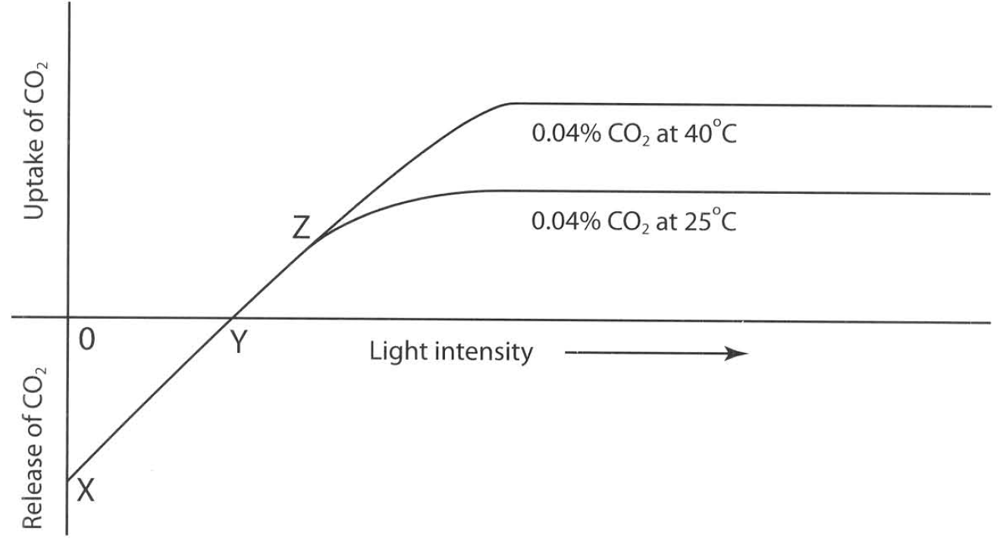 Uptake of CO₂
0.04% CO₂ at 40°C
Z
0.04% CO₂ at 25°C
0
Y
Light intensity
Release of CO₂
X